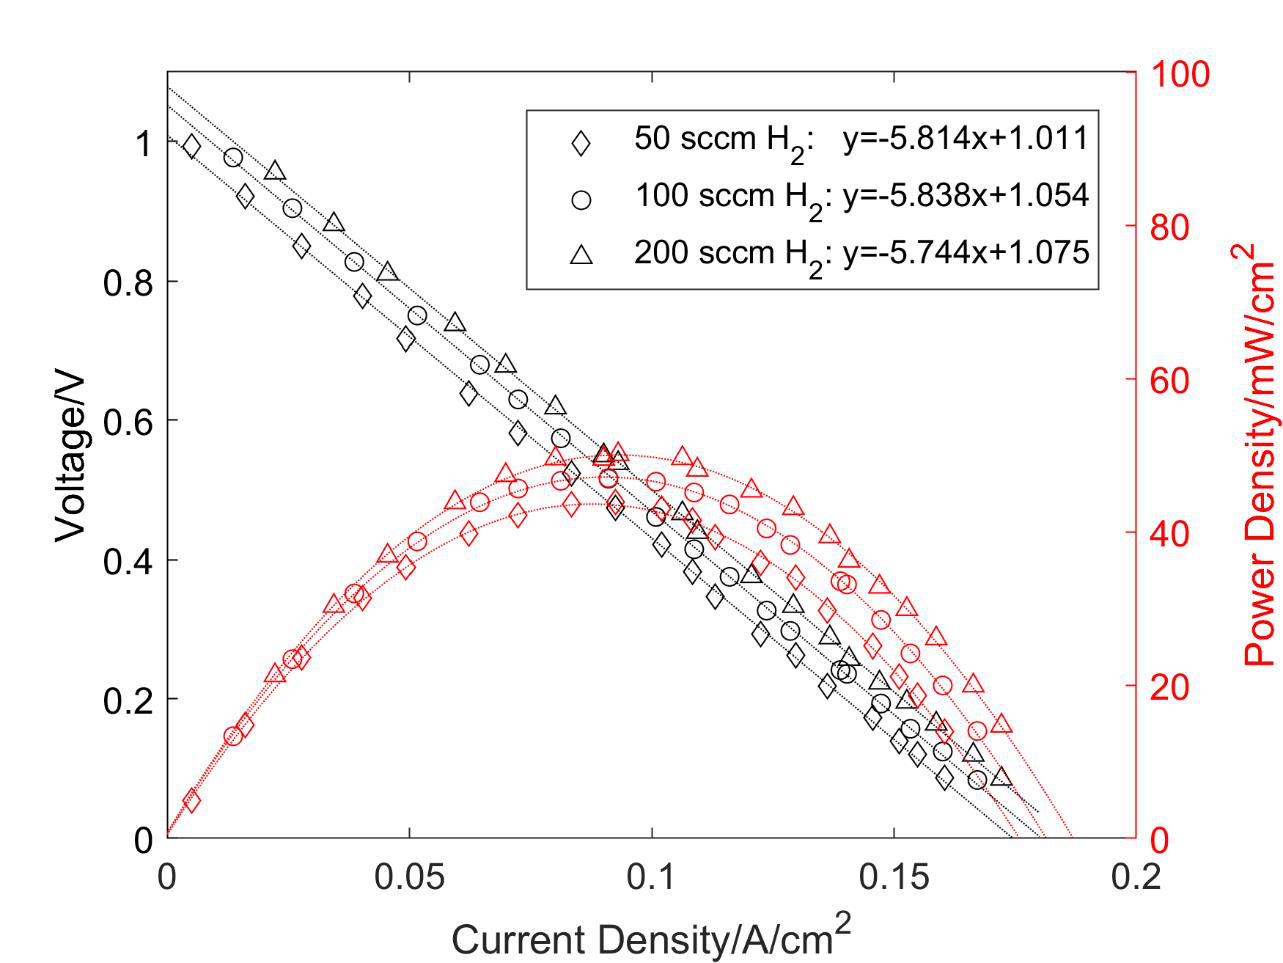 100
50 sccm H2: y=-5.814x+1.011
100 sccm H2: y=-5.838x+1.054
200 sccm H2: y=-5.744x+1.075
1
0.8
0.6
0.4
0.2
0
Voltage/V
80
60
40
20
0
Power Density/mW/cm2
0
0.05
0.1
0.15
0.2
Current Density/A/cm2